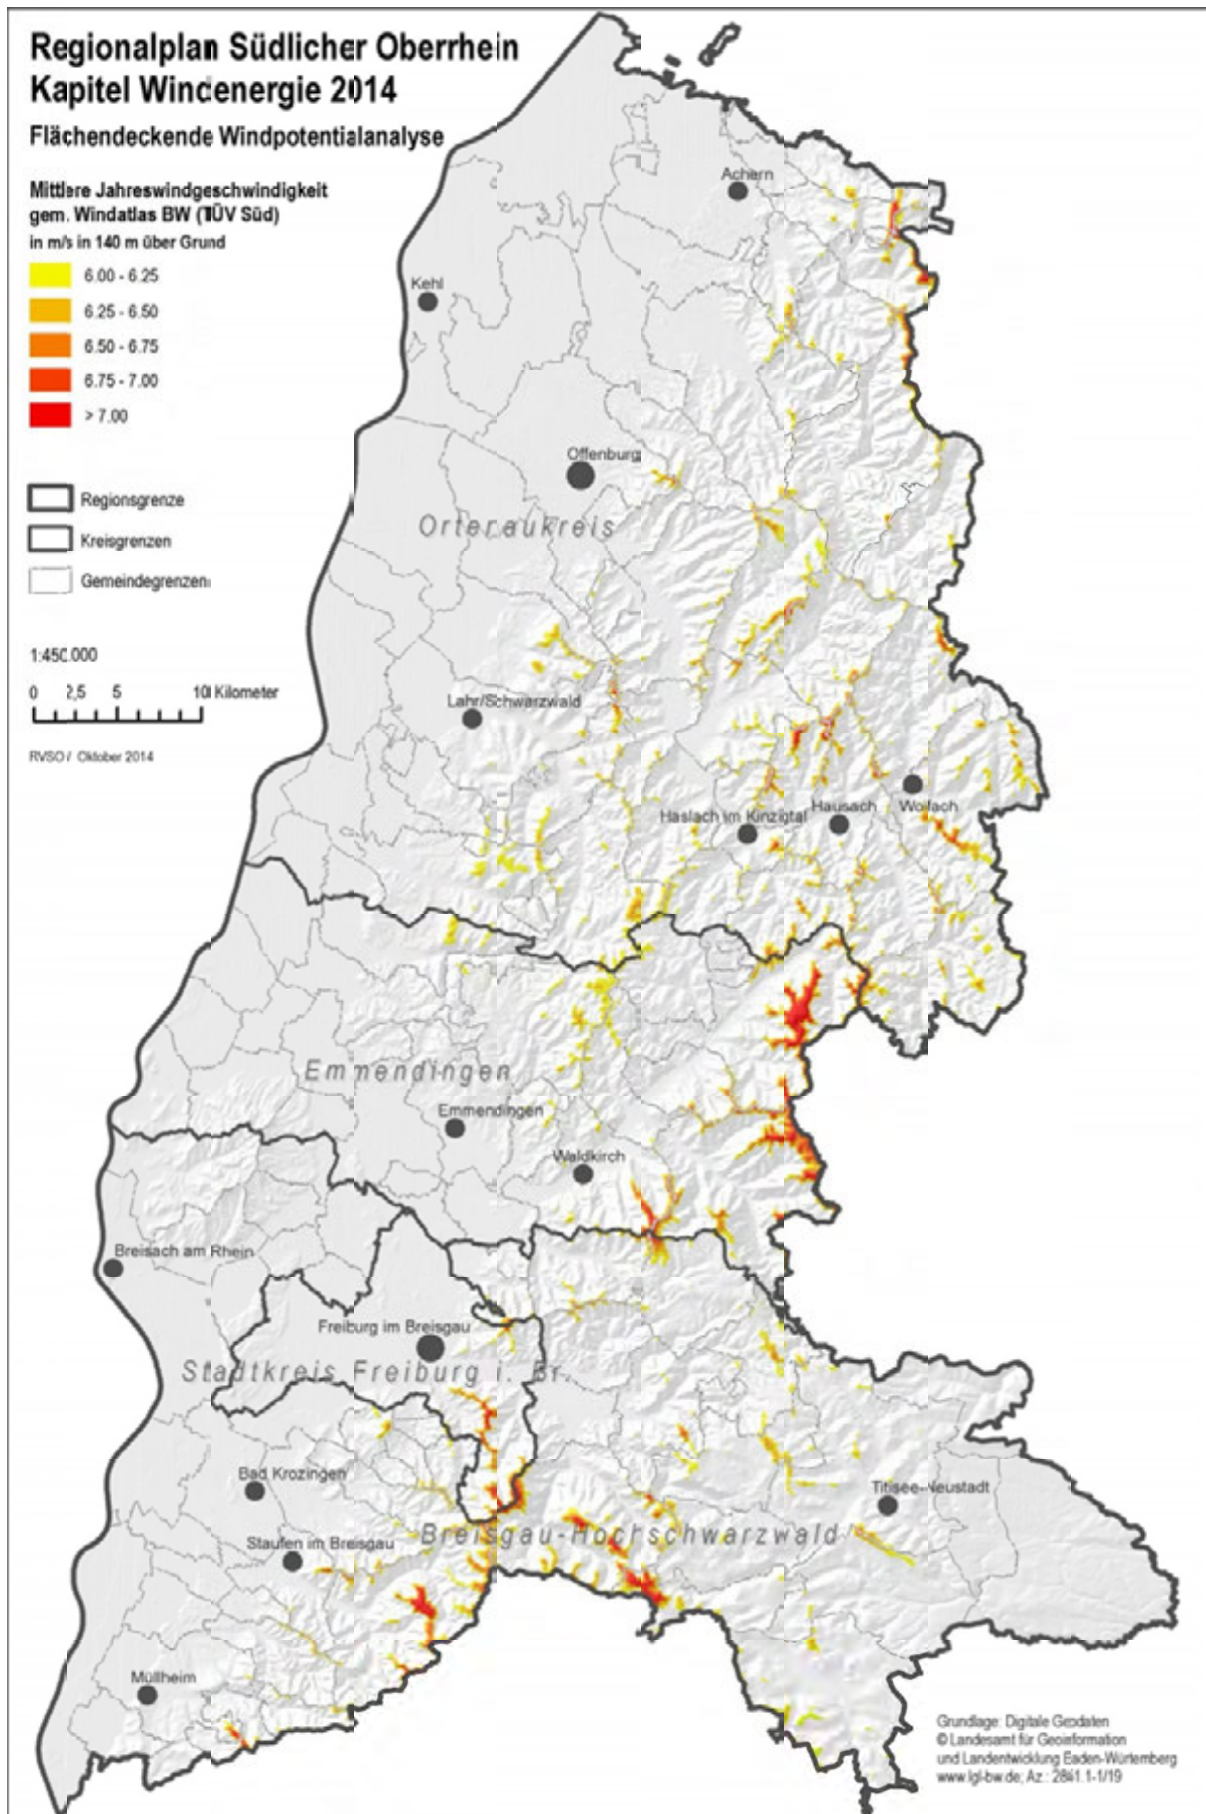 Regionalplan Südlicher Oberrhein
Kapitel Windenergie 2014
Flächendeckende Windpotentialanalyse
Mittlere Jahreswindgeschwindigkeit
gem. Windatlas BW (TÜV Süd)
in m/s in 140 m über Grund
6.00 - 6.25
6.25 - 6.50
6.50 - 6.75
6.75 - 7.00
> 7.00
Regionsgrenze
Kreisgrenzen
Gemeindegrenzen
1:450.000
0 2,5 5 10 Kilometer
RVSO / Oktober 2014
Achern
Kehl
Offenburg
Ortenaukreis
Lahr/Schwarzwald
Haslach im Kinzigtal
Hausach
Wolfach
Emmendingen
Emmendingen
Waldkirch
Breisach am Rhein
Freiburg im Breisgau
Stadtkreis Freiburg i. Br.
Bad Krozingen
Titisee-Neustadt
Breisgau-Hochschwarzwald
Staufen im Breisgau
Müllheim
Grundlage: Digitale Geodaten
© Landesamt für Geoinformation
und Landentwicklung Baden-Würtemberg
www.lgl-bw.de; Az.: 2841.1-1/19